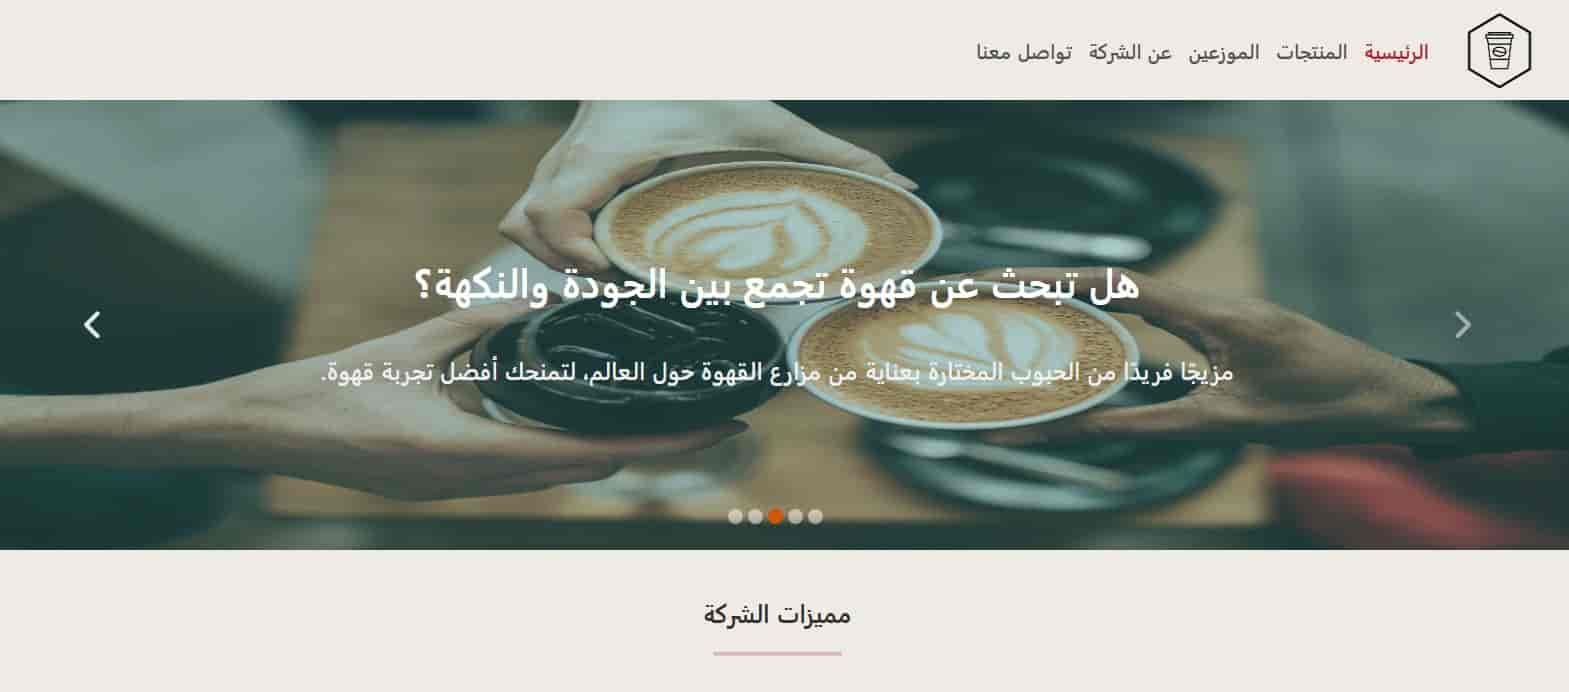 الرئيسية المنتجات الموزعين عن الشركة تواصل معنا
هل تبحث عن قهوة تجمع بين الجودة والنكهة؟
مزيجًا فريدًا من الحبوب المختارة بعناية من مزارع القهوة حول العالم، لتمنحك أفضل تجربة قهوة.
مميزات الشركة